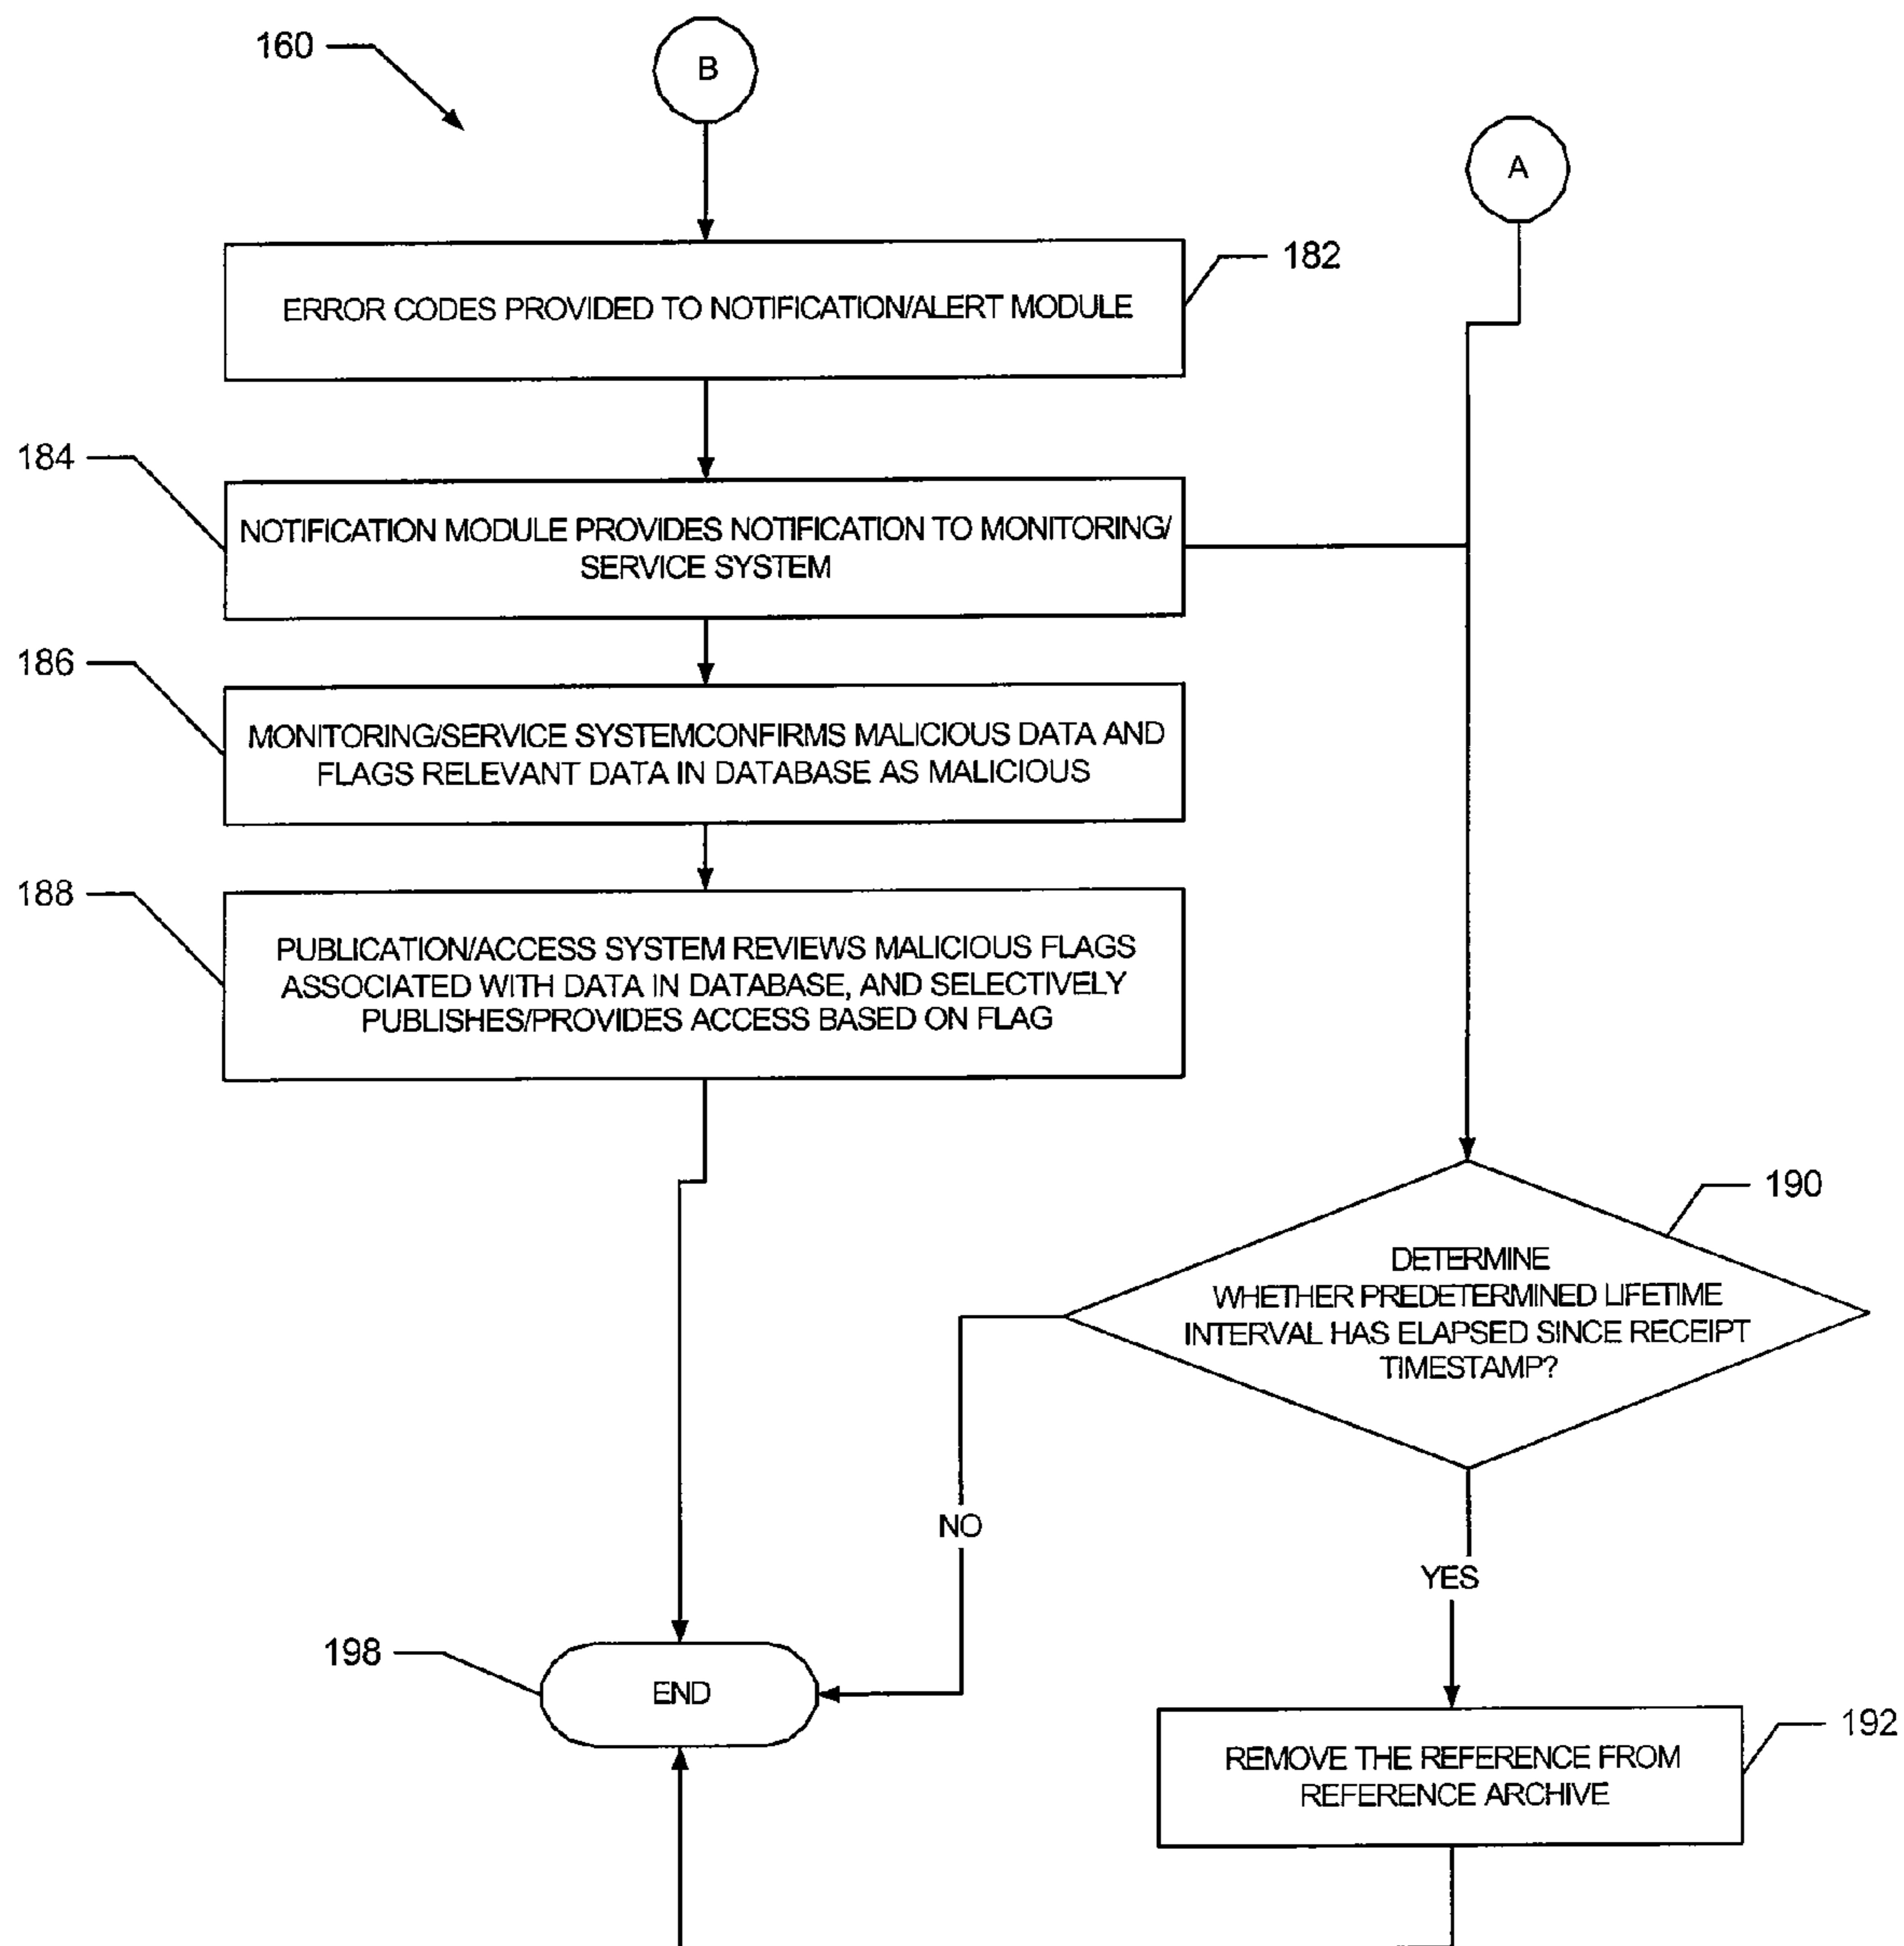 160
B
A
ERROR CODES PROVIDED TO NOTIFICATION/ALERT MODULE
182
184
NOTIFICATION MODULE PROVIDES NOTIFICATION TO MONITORING/
SERVICE SYSTEM
186
MONITORING/SERVICE SYSTEMCONFIRMS MALICIOUS DATA AND
FLAGS RELEVANT DATA IN DATABASE AS MALICIOUS
188
PUBLICATION/ACCESS SYSTEM REVIEWS MALICIOUS FLAGS
ASSOCIATED WITH DATA IN DATABASE, AND SELECTIVELY
PUBLISHES/PROVIDES ACCESS BASED ON FLAG
190
DETERMINE
WHETHER PREDETERMINED LIFETIME
INTERVAL HAS ELAPSED SINCE RECEIPT
TIMESTAMP?
NO
YES
198
END
192
REMOVE THE REFERENCE FROM
REFERENCE ARCHIVE